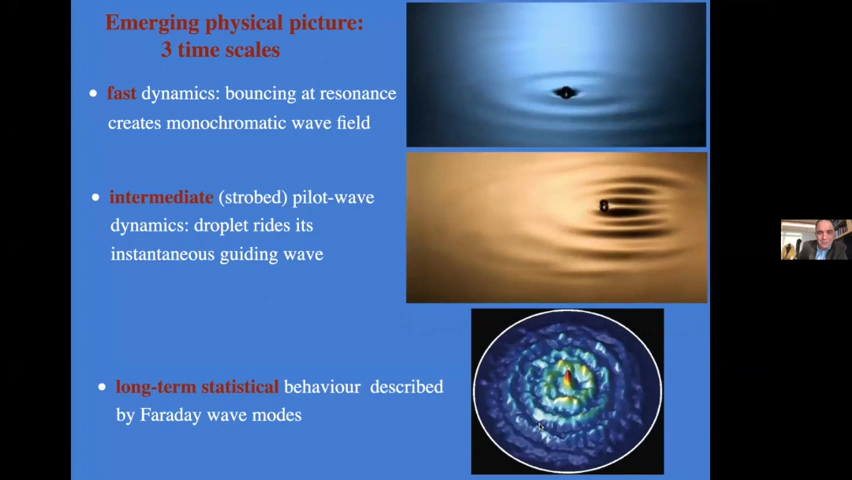 Emerging physical picture:
3 time scales
• fast dynamics: bouncing at resonance
creates monochromatic wave field
• intermediate (strobed) pilot-wave
dynamics: droplet rides its
instantaneous guiding wave
• long-term statistical behaviour described
by Faraday wave modes